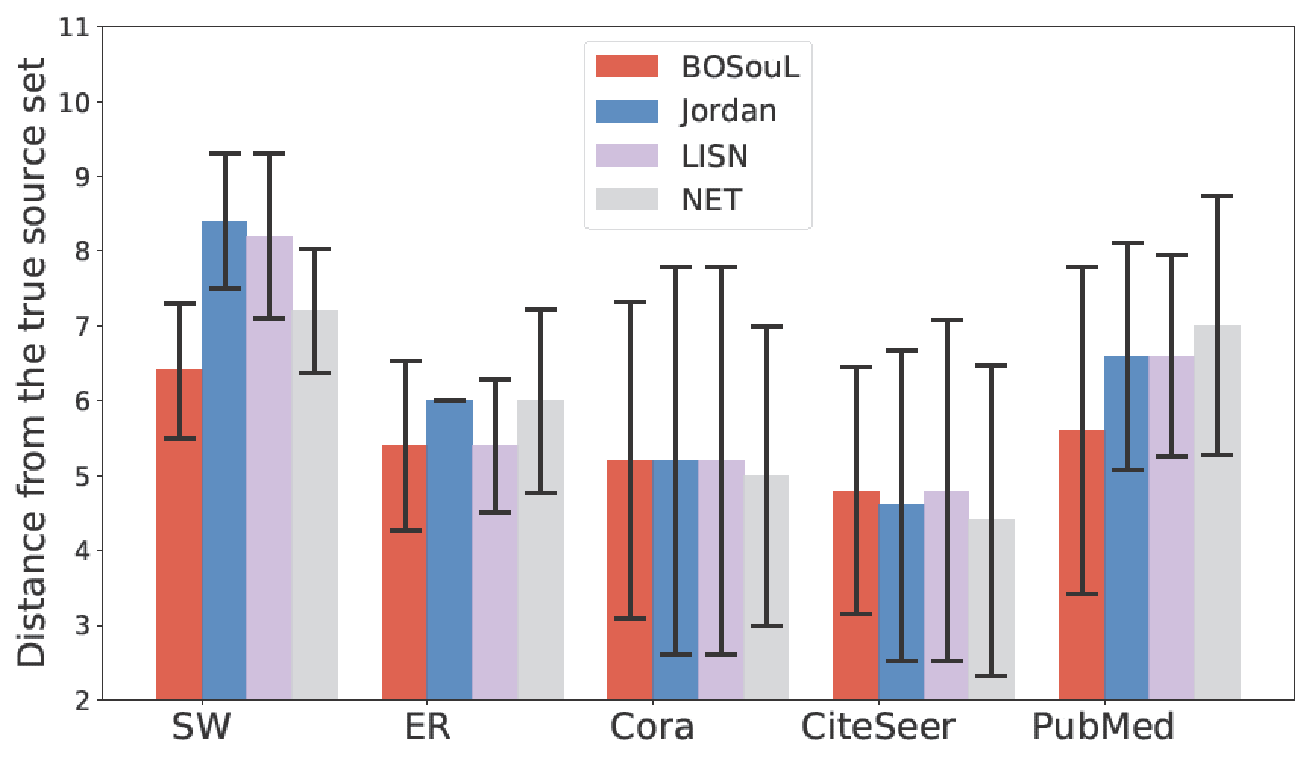 Distance from the true source set
11
10
9
8
7
6
5
4
3
2
BOSouL
Jordan
LISN
NET
SW
ER
Cora
CiteSeer
PubMed